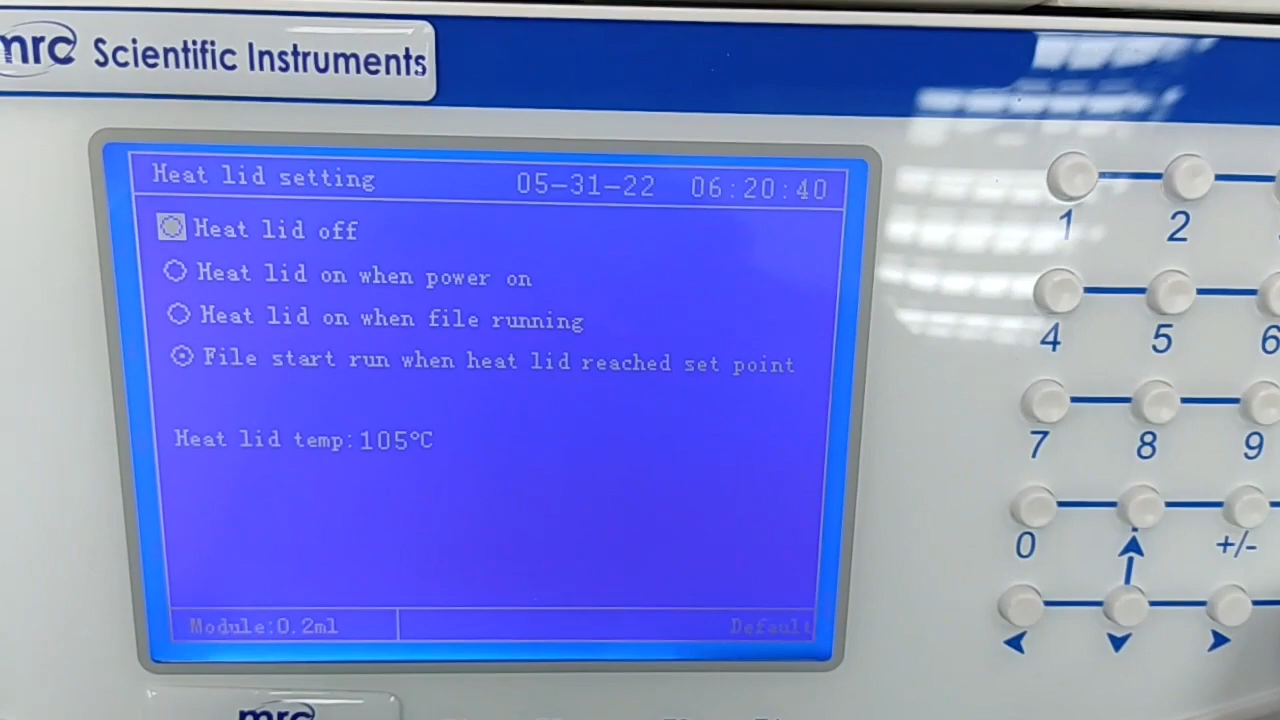 mrc Scientific Instruments
Heat lid setting 05-31-22 06:20:40
Heat lid off
Heat lid on when power on
Heat lid on when file running
File start run when heat lid reached set point
Heat lid temp:105°C
Module:0.2ml Default
1 2
4 5 6
7 8 9
0 +/-
mrc